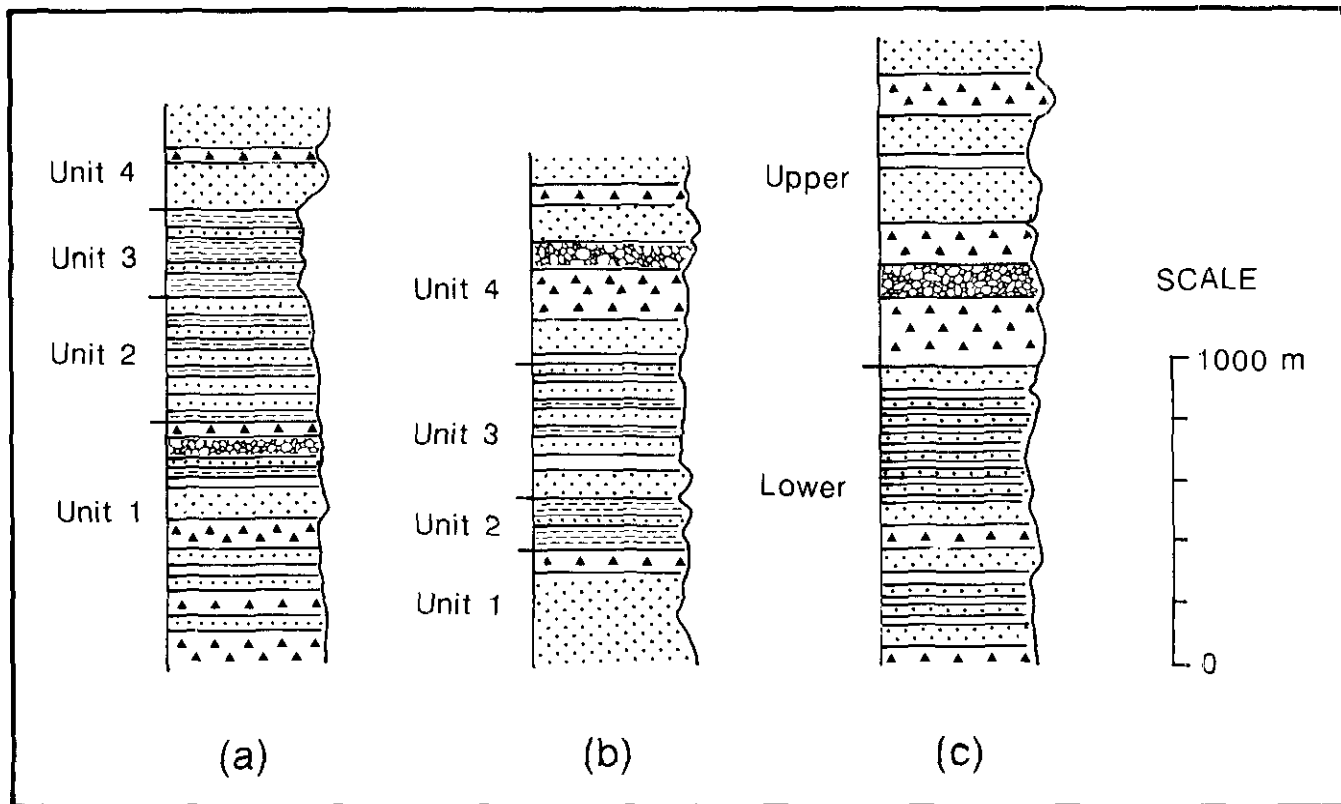 Unit 4
Unit 3
Unit 2
Unit 1
(a)
Unit 4
Unit 3
Unit 2
Unit 1
(b)
Upper
Lower
(c)
SCALE
1000 m
0